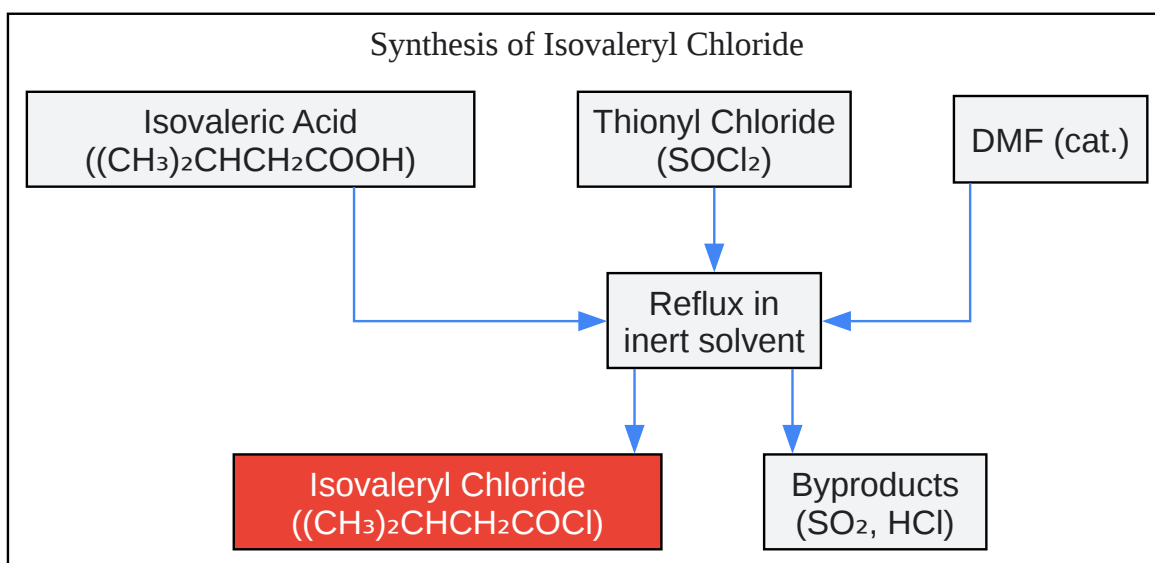 Synthesis of Isovaleryl Chloride
Isovaleric Acid
((CH₃)₂CHCH₂COOH)
Thionyl Chloride
(SOCl₂)
DMF (cat.)
Reflux in
inert solvent
Isovaleryl Chloride
((CH₃)₂CHCH₂COCl)
Byproducts
(SO₂, HCl)